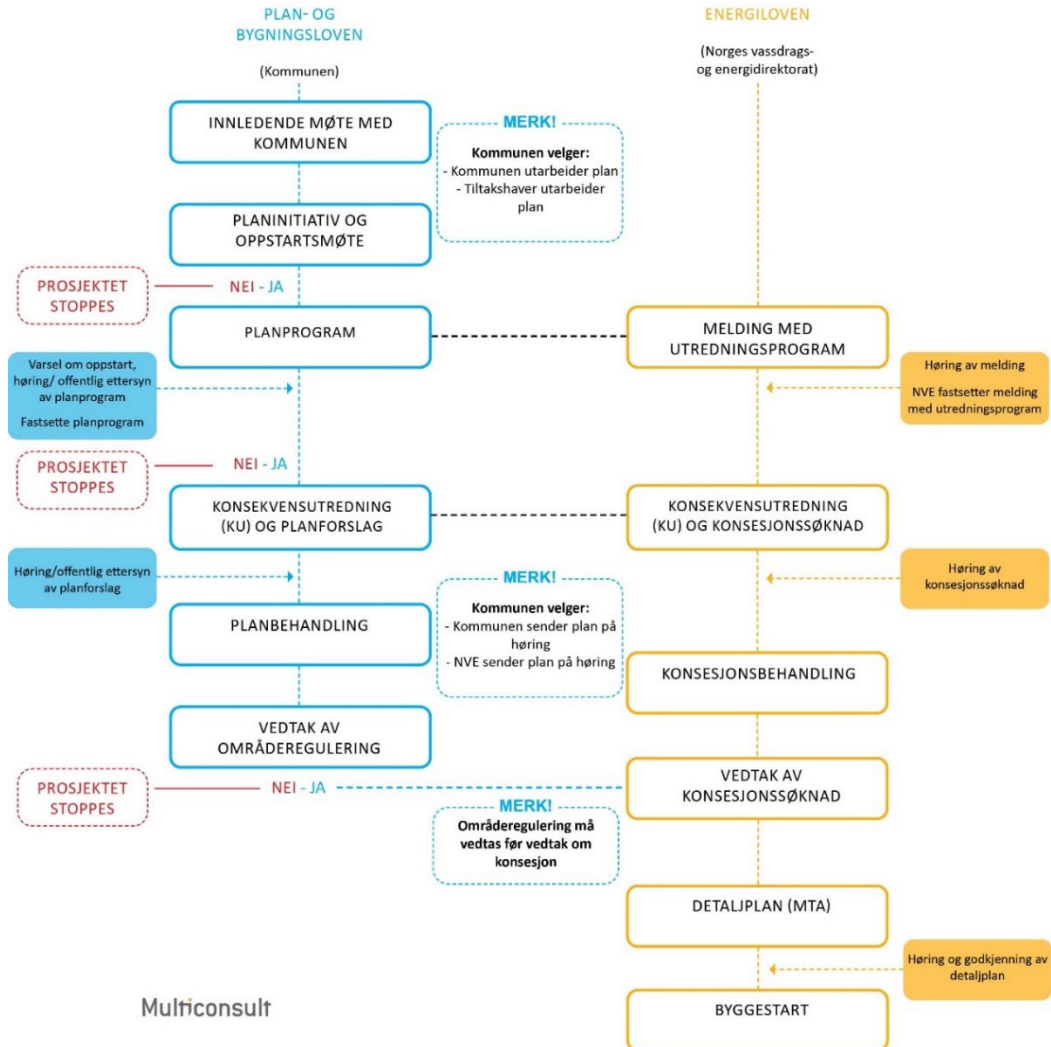 PLAN- OG
BYGNINGSLOVEN
(Kommunen)
ENERGILOVEN
(Norges vassdrags-
og energidirektorat)
INNLEDENDE MØTE MED
KOMMUNEN
MERK!
Kommunen velger:
- Kommunen utarbeider plan
- Tiltakshaver utarbeider
plan
PLANINITIATIV OG
OPPSTARTSMØTE
PROSJEKTET
STOPPES
NEI - JA
PLANPROGRAM
MELDING MED
UTREDNINGSPROGRAM
Varsel om oppstart,
høring/ offentlig ettersyn
av planprogram
Fastsette planprogram
Høring av melding
NVE fastsetter melding
med utredningsprogram
PROSJEKTET
STOPPES
NEI - JA
KONSEKVENSUTREDNING
(KU) OG PLANFORSLAG
KONSEKVENSUTREDNING
(KU) OG KONSESJONSSØKNAD
Høring/offentlig ettersyn
av planforslag
Høring av
konsesjonssøknad
MERK!
Kommunen velger:
- Kommunen sender plan på
høring
- NVE sender plan på høring
PLANBEHANDLING
KONSESJONSBEHANDLING
VEDTAK AV
OMRÅDEREGULERING
PROSJEKTET
STOPPES
NEI - JA
VEDTAK AV
KONSESJONSSØKNAD
MERK!
Områderegulering må
vedtas før vedtak om
konsesjon
DETALJPLAN (MTA)
Høring og godkjenning av
detaljplan
BYGGESTART
Multiconsult